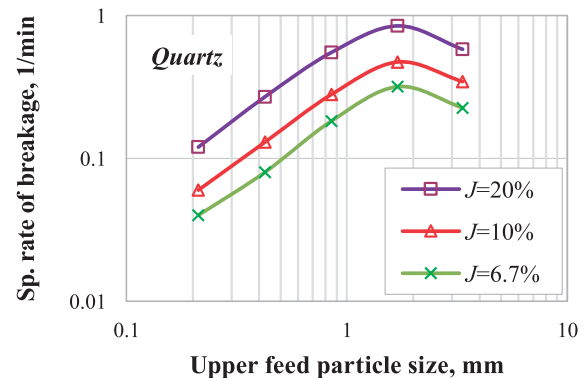 1
Quartz
0.1
0.01
0.1
1
10
J=20%
J=10%
J=6.7%
Sp. rate of breakage, 1/min
Upper feed particle size, mm